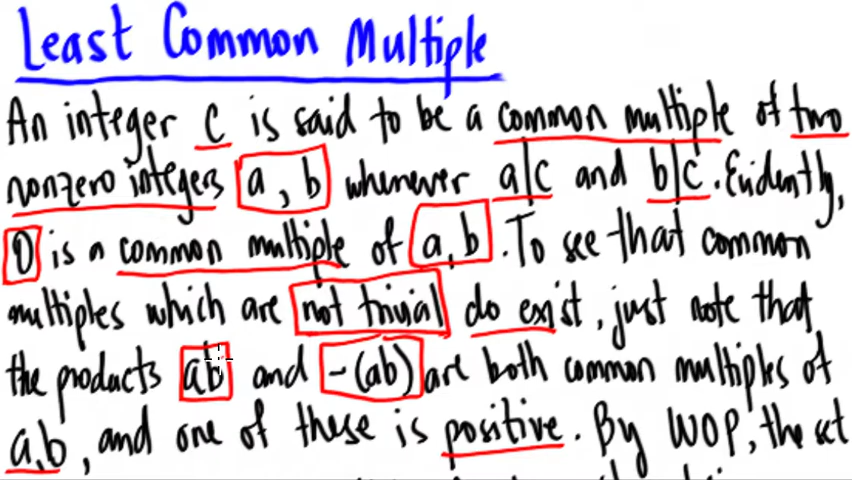 Least Common Multiple
An integer c is said to be a common multiple of two
nonzero integers a, b whenever a|c and b|c. Evidently,
0 is a common multiple of a, b. To see that common
multiples which are not trivial do exist, just note that
the products ab and -(ab) are both common multiples of
a, b, and one of these is positive. By WOP, the set